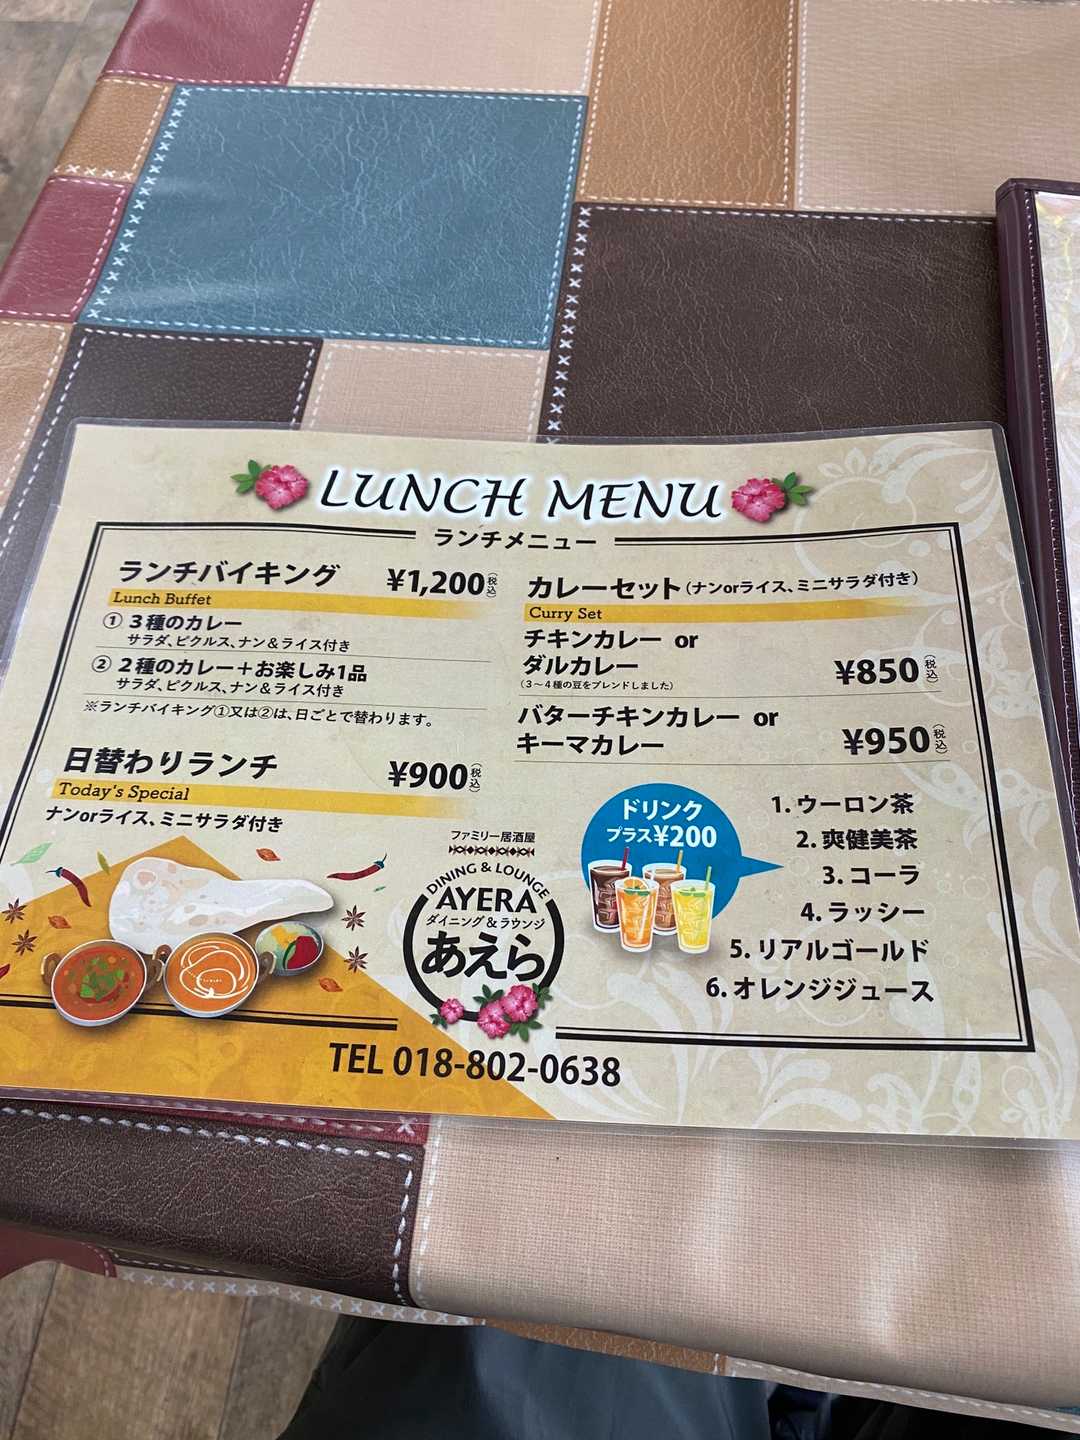 LUNCH MENU
ランチメニュー
ランチバイキング ¥1,200(税込)
Lunch Buffet
① 3種のカレー
サラダ、ピクルス、ナン&ライス付き
② 2種のカレー+お楽しみ1品
サラダ、ピクルス、ナン&ライス付き
※ランチバイキング①又は②は、日ごとで替わります。
日替わりランチ ¥900(税込)
Today's Special
ナンorライス、ミニサラダ付き
カレーセット(ナンorライス、ミニサラダ付き)
Curry Set
チキンカレー or
ダルカレー ¥850(税込)
(3~4種の豆をブレンドしました)
バターチキンカレー or
キーマカレー ¥950(税込)
ドリンク
プラス¥200
1. ウーロン茶
2. 爽健美茶
3. コーラ
4. ラッシー
5. リアルゴールド
6. オレンジジュース
ファミリー居酒屋
DINING & LOUNGE
AYERA
ダイニング&ラウンジ
あえら
TEL 018-802-0638